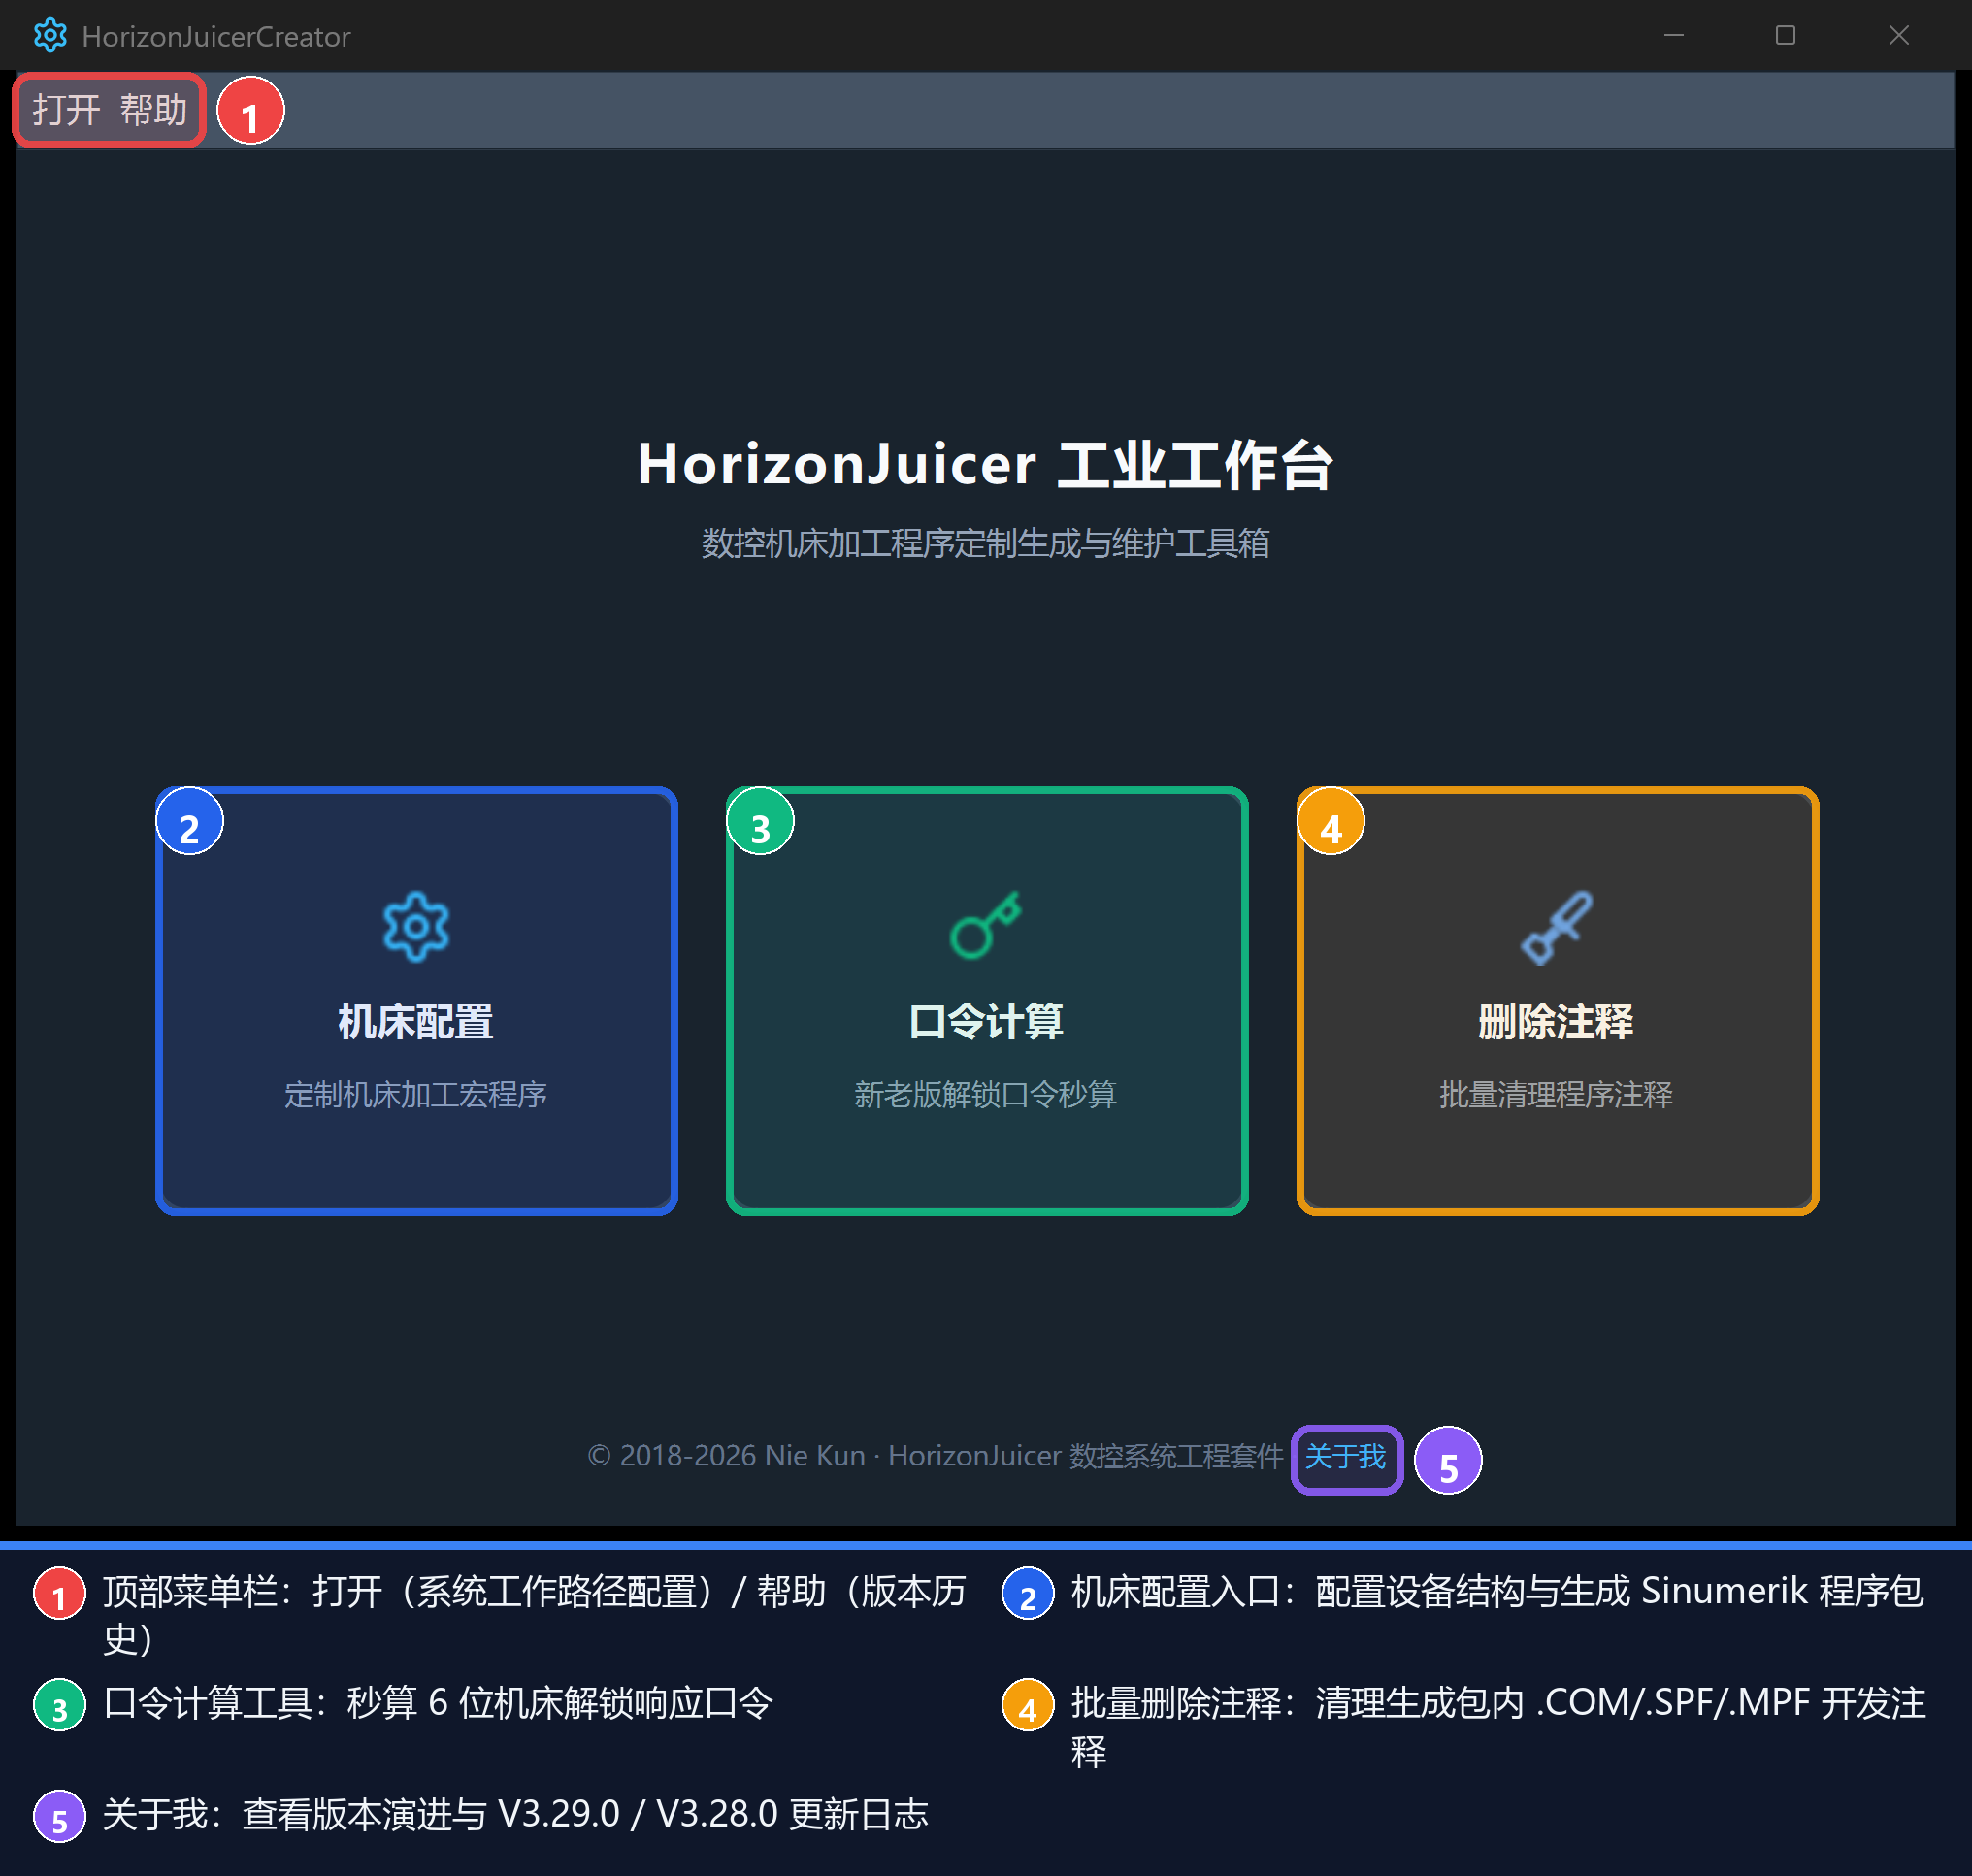 HorizonJuicerCreator
打开 帮助
1
HorizonJuicer 工业工作台
数控机床加工程序定制生成与维护工具箱
2
机床配置
定制机床加工宏程序
3
口令计算
新老版解锁口令秒算
4
删除注释
批量清理程序注释
© 2018-2026 Nie Kun · HorizonJuicer 数控系统工程套件 关于我
5
1 顶部菜单栏：打开（系统工作路径配置）/ 帮助（版本历
史）
2 机床配置入口：配置设备结构与生成 Sinumerik 程序包
3 口令计算工具：秒算 6 位机床解锁响应口令
4 批量删除注释：清理生成包内 .COM/.SPF/.MPF 开发注
释
5 关于我：查看版本演进与 V3.29.0 / V3.28.0 更新日志